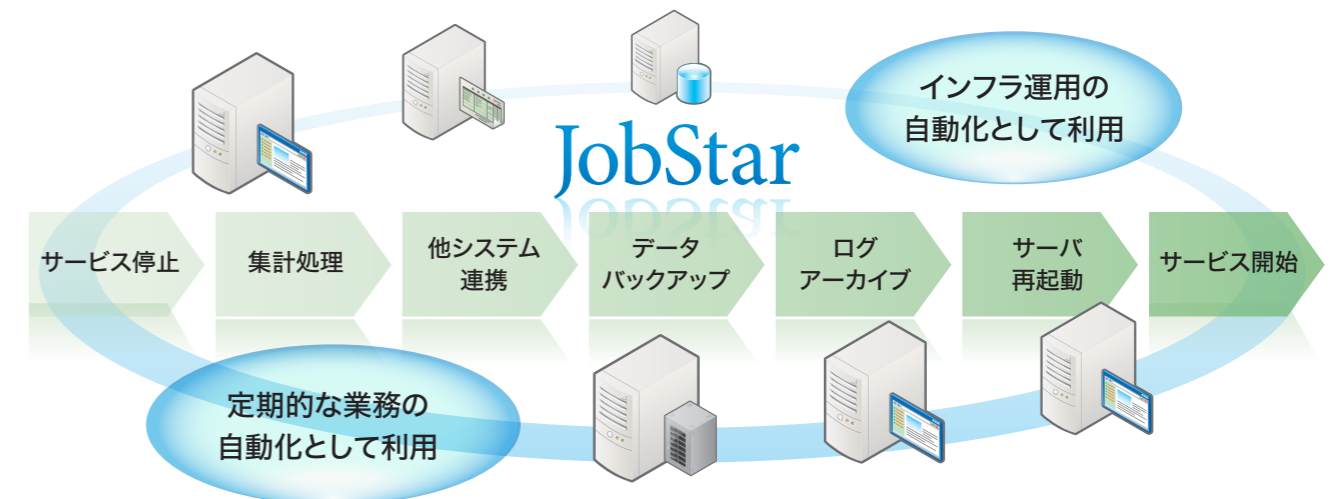 インフラ運用の
自動化として利用
JobStar
サービス停止
集計処理
他システム
連携
データ
バックアップ
ログ
アーカイブ
サーバ
再起動
サービス開始
定期的な業務の
自動化として利用